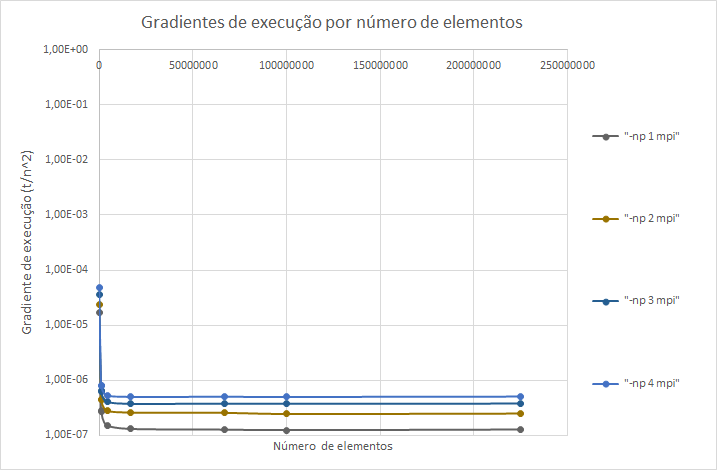 Gradientes de execução por número de elementos
1,00E+00
1,00E-01
1,00E-02
1,00E-03
1,00E-04
1,00E-05
1,00E-06
1,00E-07
0 50000000 100000000 150000000 200000000 250000000
Gradiente de execução (t/n^2)
Número de elementos
"-np 1 mpi"
"-np 2 mpi"
"-np 3 mpi"
"-np 4 mpi"